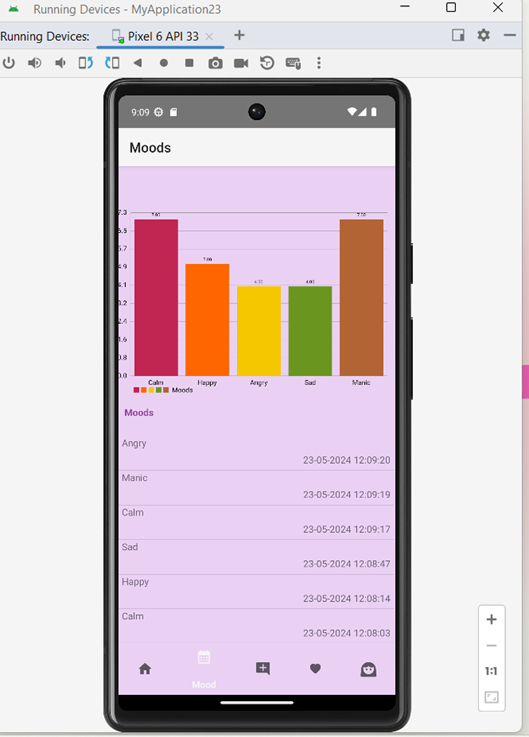 Running Devices - MyApplication23
Running Devices: Pixel 6 API 33
9:09
Moods
7.3
6.5
5.7
4.9
4.1
3.2
2.4
1.6
0.8
0.0
Calm Happy Angry Sad Manic
Moods
Moods
Angry
23-05-2024 12:09:20
Manic
23-05-2024 12:09:19
Calm
23-05-2024 12:09:17
Sad
23-05-2024 12:08:47
Happy
23-05-2024 12:08:14
Calm
23-05-2024 12:08:03
Mood
1:1